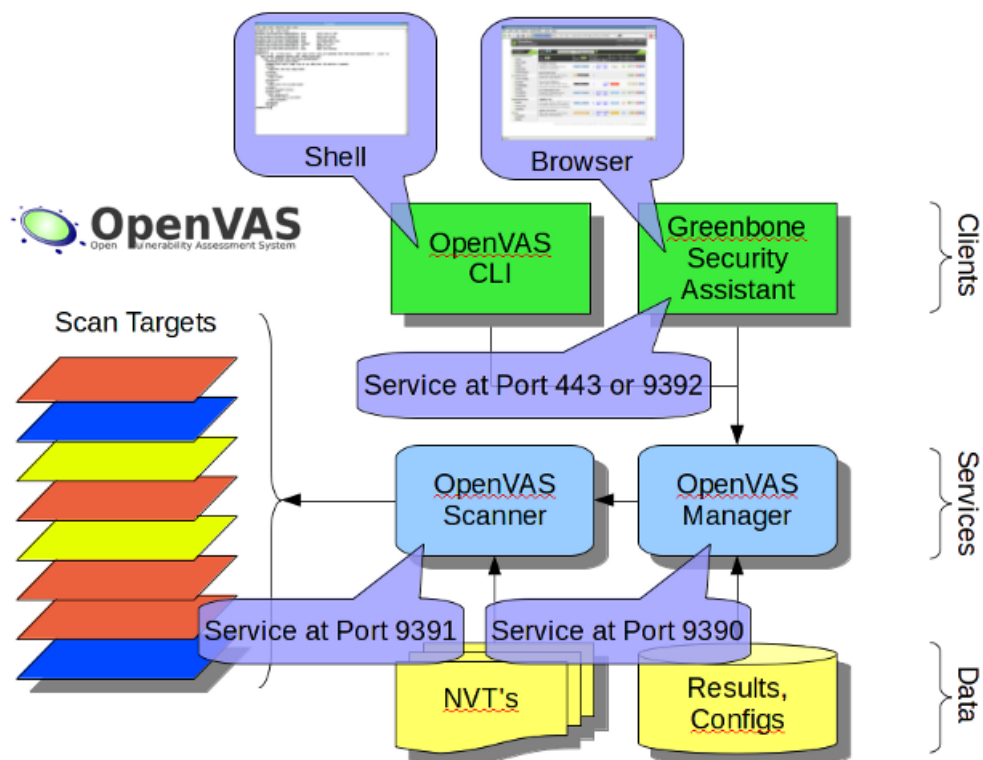 Shell
Browser
OpenVAS
Open Vulnerability Assessment System
OpenVAS
CLI
Greenbone
Security
Assistant
Clients
Scan Targets
Service at Port 443 or 9392
OpenVAS
Scanner
OpenVAS
Manager
Services
Service at Port 9391
Service at Port 9390
NVT's
Results,
Configs
Data